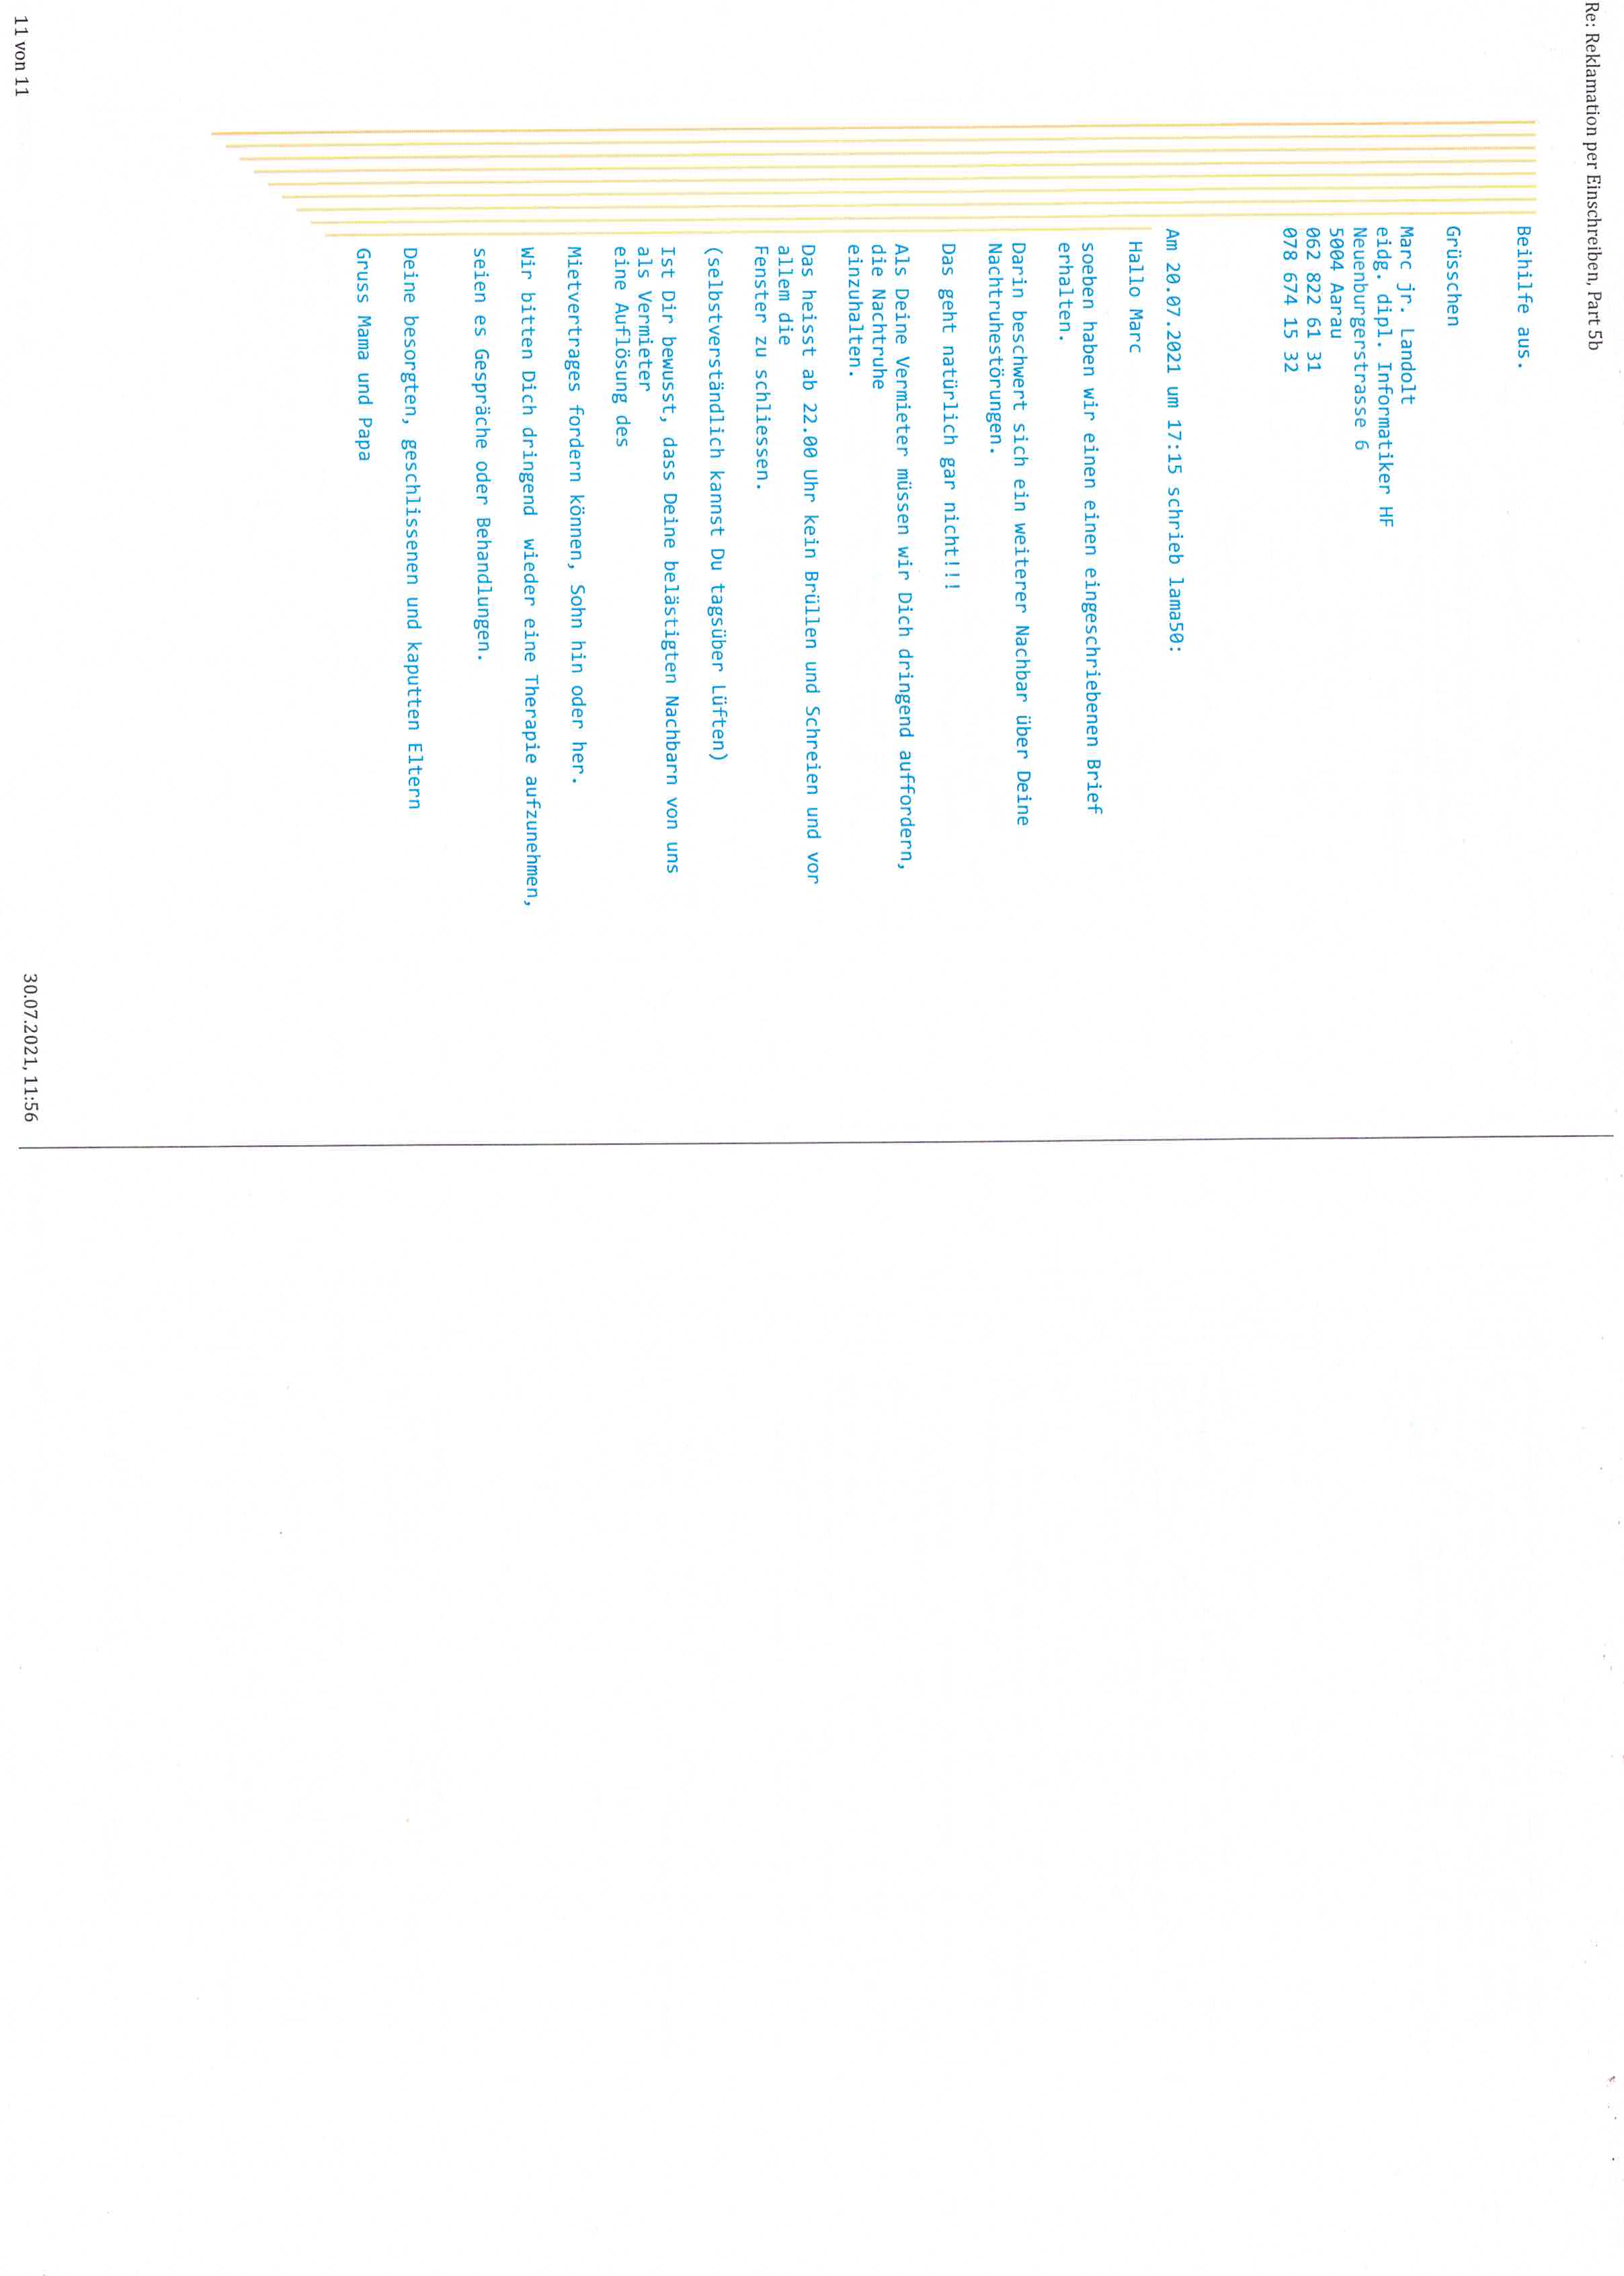 Re: Reklamation per Einschreiben, Part 5b
Beihilfe aus.
Grüsschen
Marc jr. Landolt
eidg. dipl. Informatiker HF
Neuenburgerstrasse 6
5004 Aarau
062 822 61 31
078 674 15 32
Am 20.07.2021 um 17:15 schrieb lama50:
Hallo Marc
soeben haben wir einen einen eingeschriebenen Brief
erhalten.
Darin beschwert sich ein weiterer Nachbar über Deine
Nachtruhestörungen.
Das geht natürlich gar nicht!!!
Als Deine Vermieter müssen wir Dich dringend auffordern,
die Nachtruhe
einzuhalten.
Das heisst ab 22.00 Uhr kein Brüllen und Schreien und vor
allem die
Fenster zu schliessen.
(selbstverständlich kannst Du tagsüber Lüften)
Ist Dir bewusst, dass Deine belästigten Nachbarn von uns
als Vermieter
eine Auflösung des
Mietvertrages fordern können, Sohn hin oder her.
Wir bitten Dich dringend  wieder eine Therapie aufzunehmen,
seien es Gespräche oder Behandlungen.
Deine besorgten, geschlissenen und kaputten Eltern
Gruss Mama und Papa
11 von 11
30.07.2021, 11:56